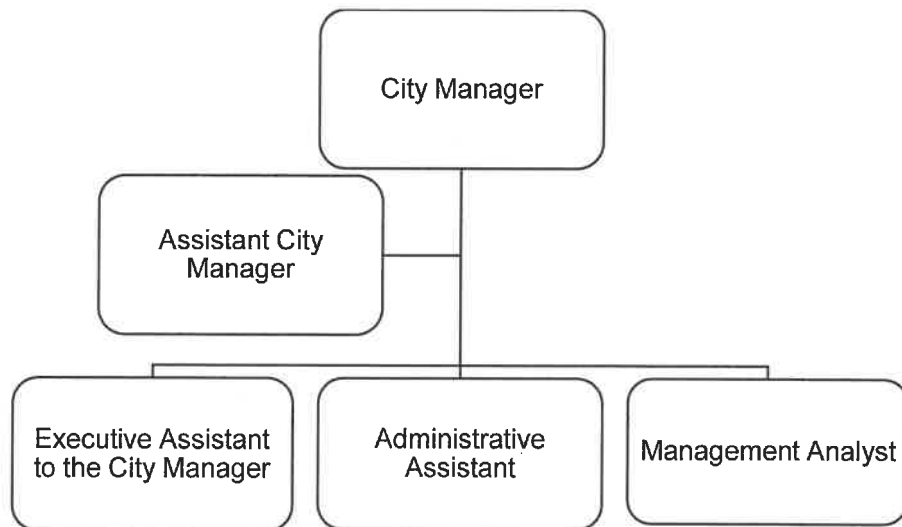 City Manager
Assistant City
Manager
Executive Assistant
to the City Manager
Administrative
Assistant
Management Analyst